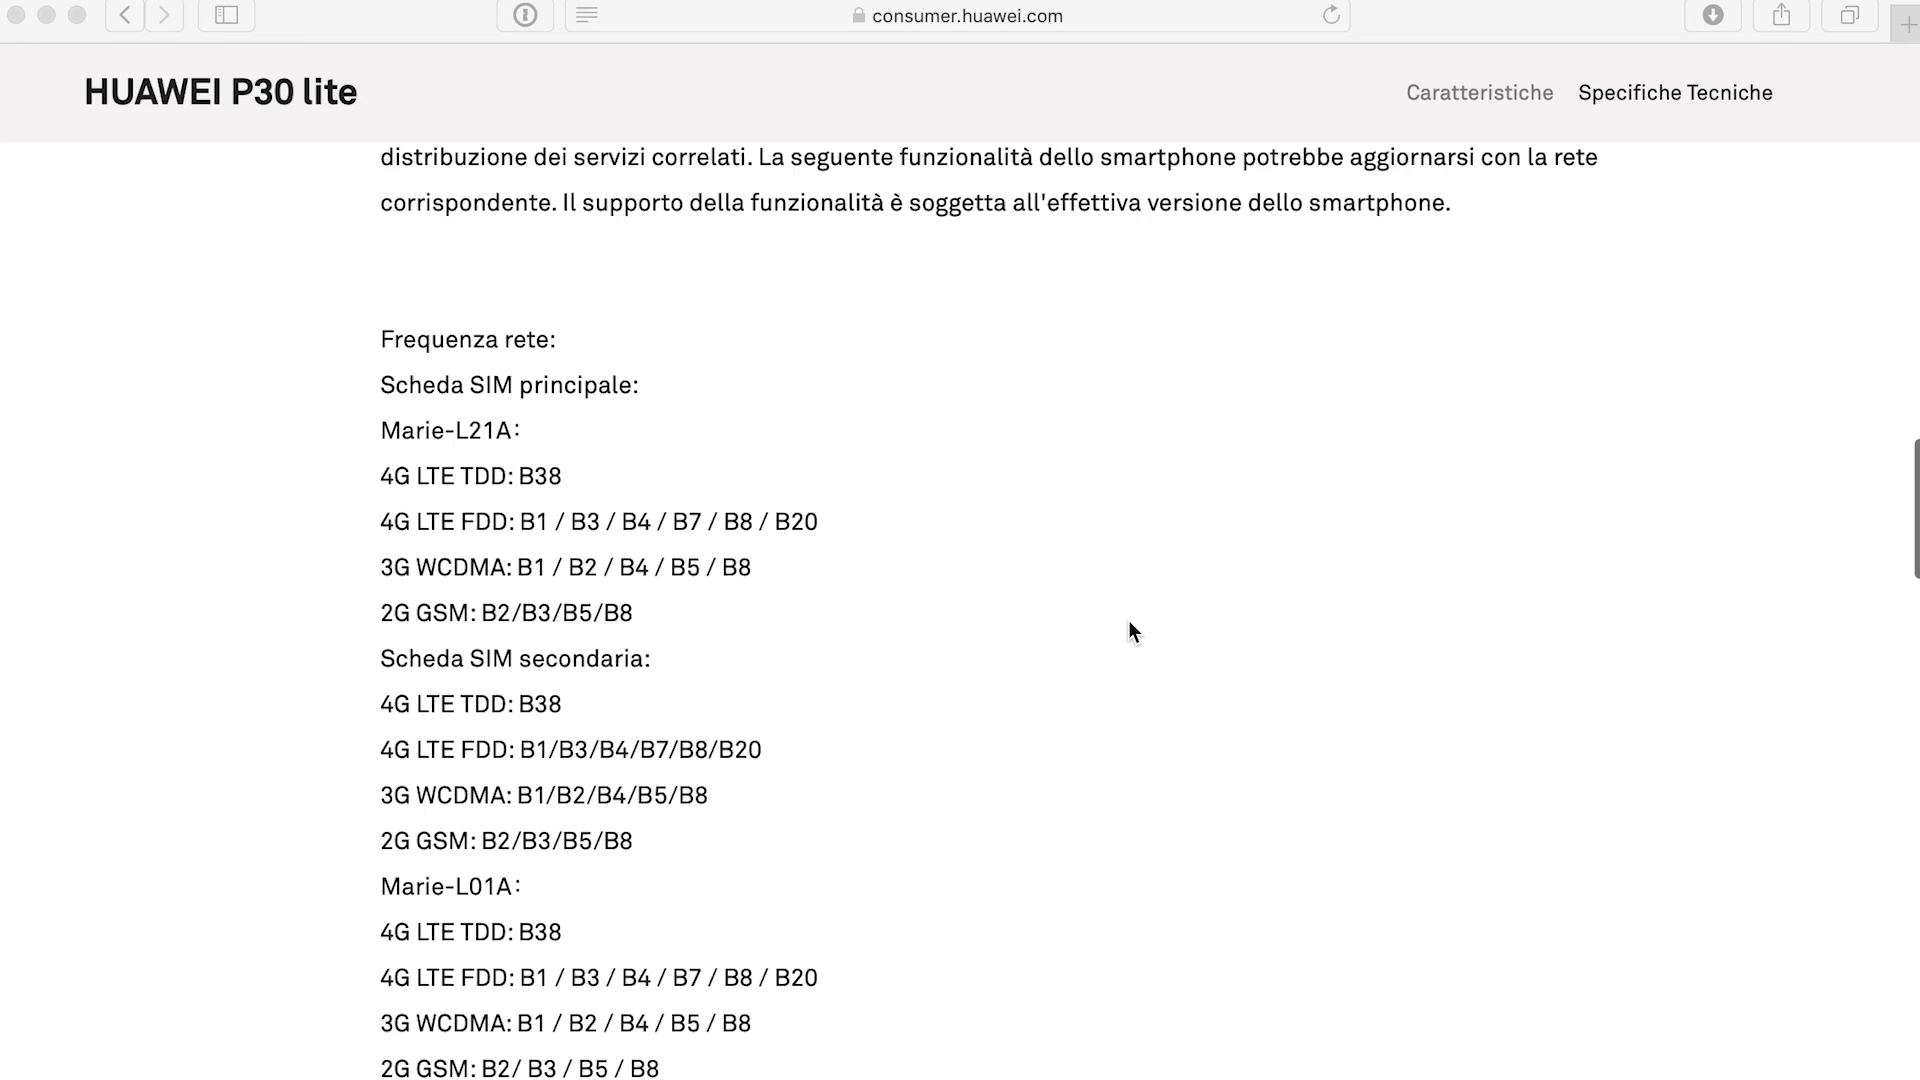 consumer.huawei.com
HUAWEI P30 lite
Caratteristiche Specifiche Tecniche
distribuzione dei servizi correlati. La seguente funzionalità dello smartphone potrebbe aggiornarsi con la rete
corrispondente. Il supporto della funzionalità è soggetta all'effettiva versione dello smartphone.
Frequenza rete:
Scheda SIM principale:
Marie-L21A:
4G LTE TDD: B38
4G LTE FDD: B1 / B3 / B4 / B7 / B8 / B20
3G WCDMA: B1 / B2 / B4 / B5 / B8
2G GSM: B2/B3/B5/B8
Scheda SIM secondaria:
4G LTE TDD: B38
4G LTE FDD: B1/B3/B4/B7/B8/B20
3G WCDMA: B1/B2/B4/B5/B8
2G GSM: B2/B3/B5/B8
Marie-L01A:
4G LTE TDD: B38
4G LTE FDD: B1 / B3 / B4 / B7 / B8 / B20
3G WCDMA: B1 / B2 / B4 / B5 / B8
2G GSM: B2/ B3 / B5 / B8